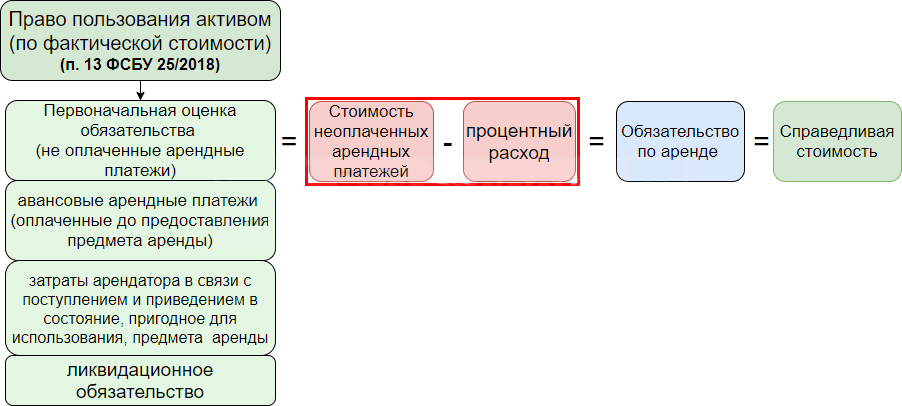 Право пользования активом
(по фактической стоимости)
(п. 13 ФСБУ 25/2018)
Первоначальная оценка
обязательства
(не оплаченные арендные
платежи)
=
Стоимость
неоплаченных
арендных
платежей
-
процентный
расход
=
Обязательство
по аренде
=
Справедливая
стоимость
авансовые арендные платежи
(оплаченные до предоставления
предмета аренды)
затраты арендатора в связи с
поступлением и приведением в
состояние, пригодное для
использования, предмета аренды
ликвидационное
обязательство